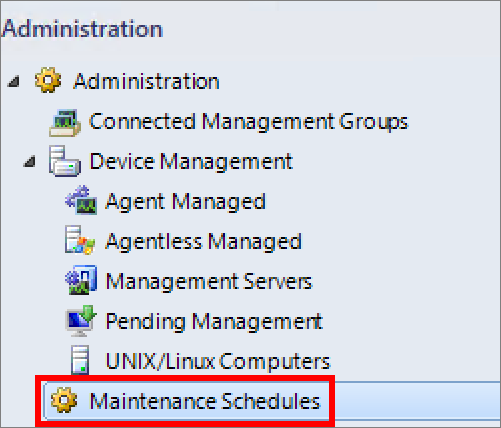 Administration
Administration
Connected Management Groups
Device Management
Agent Managed
Agentless Managed
Management Servers
Pending Management
UNIX/Linux Computers
Maintenance Schedules